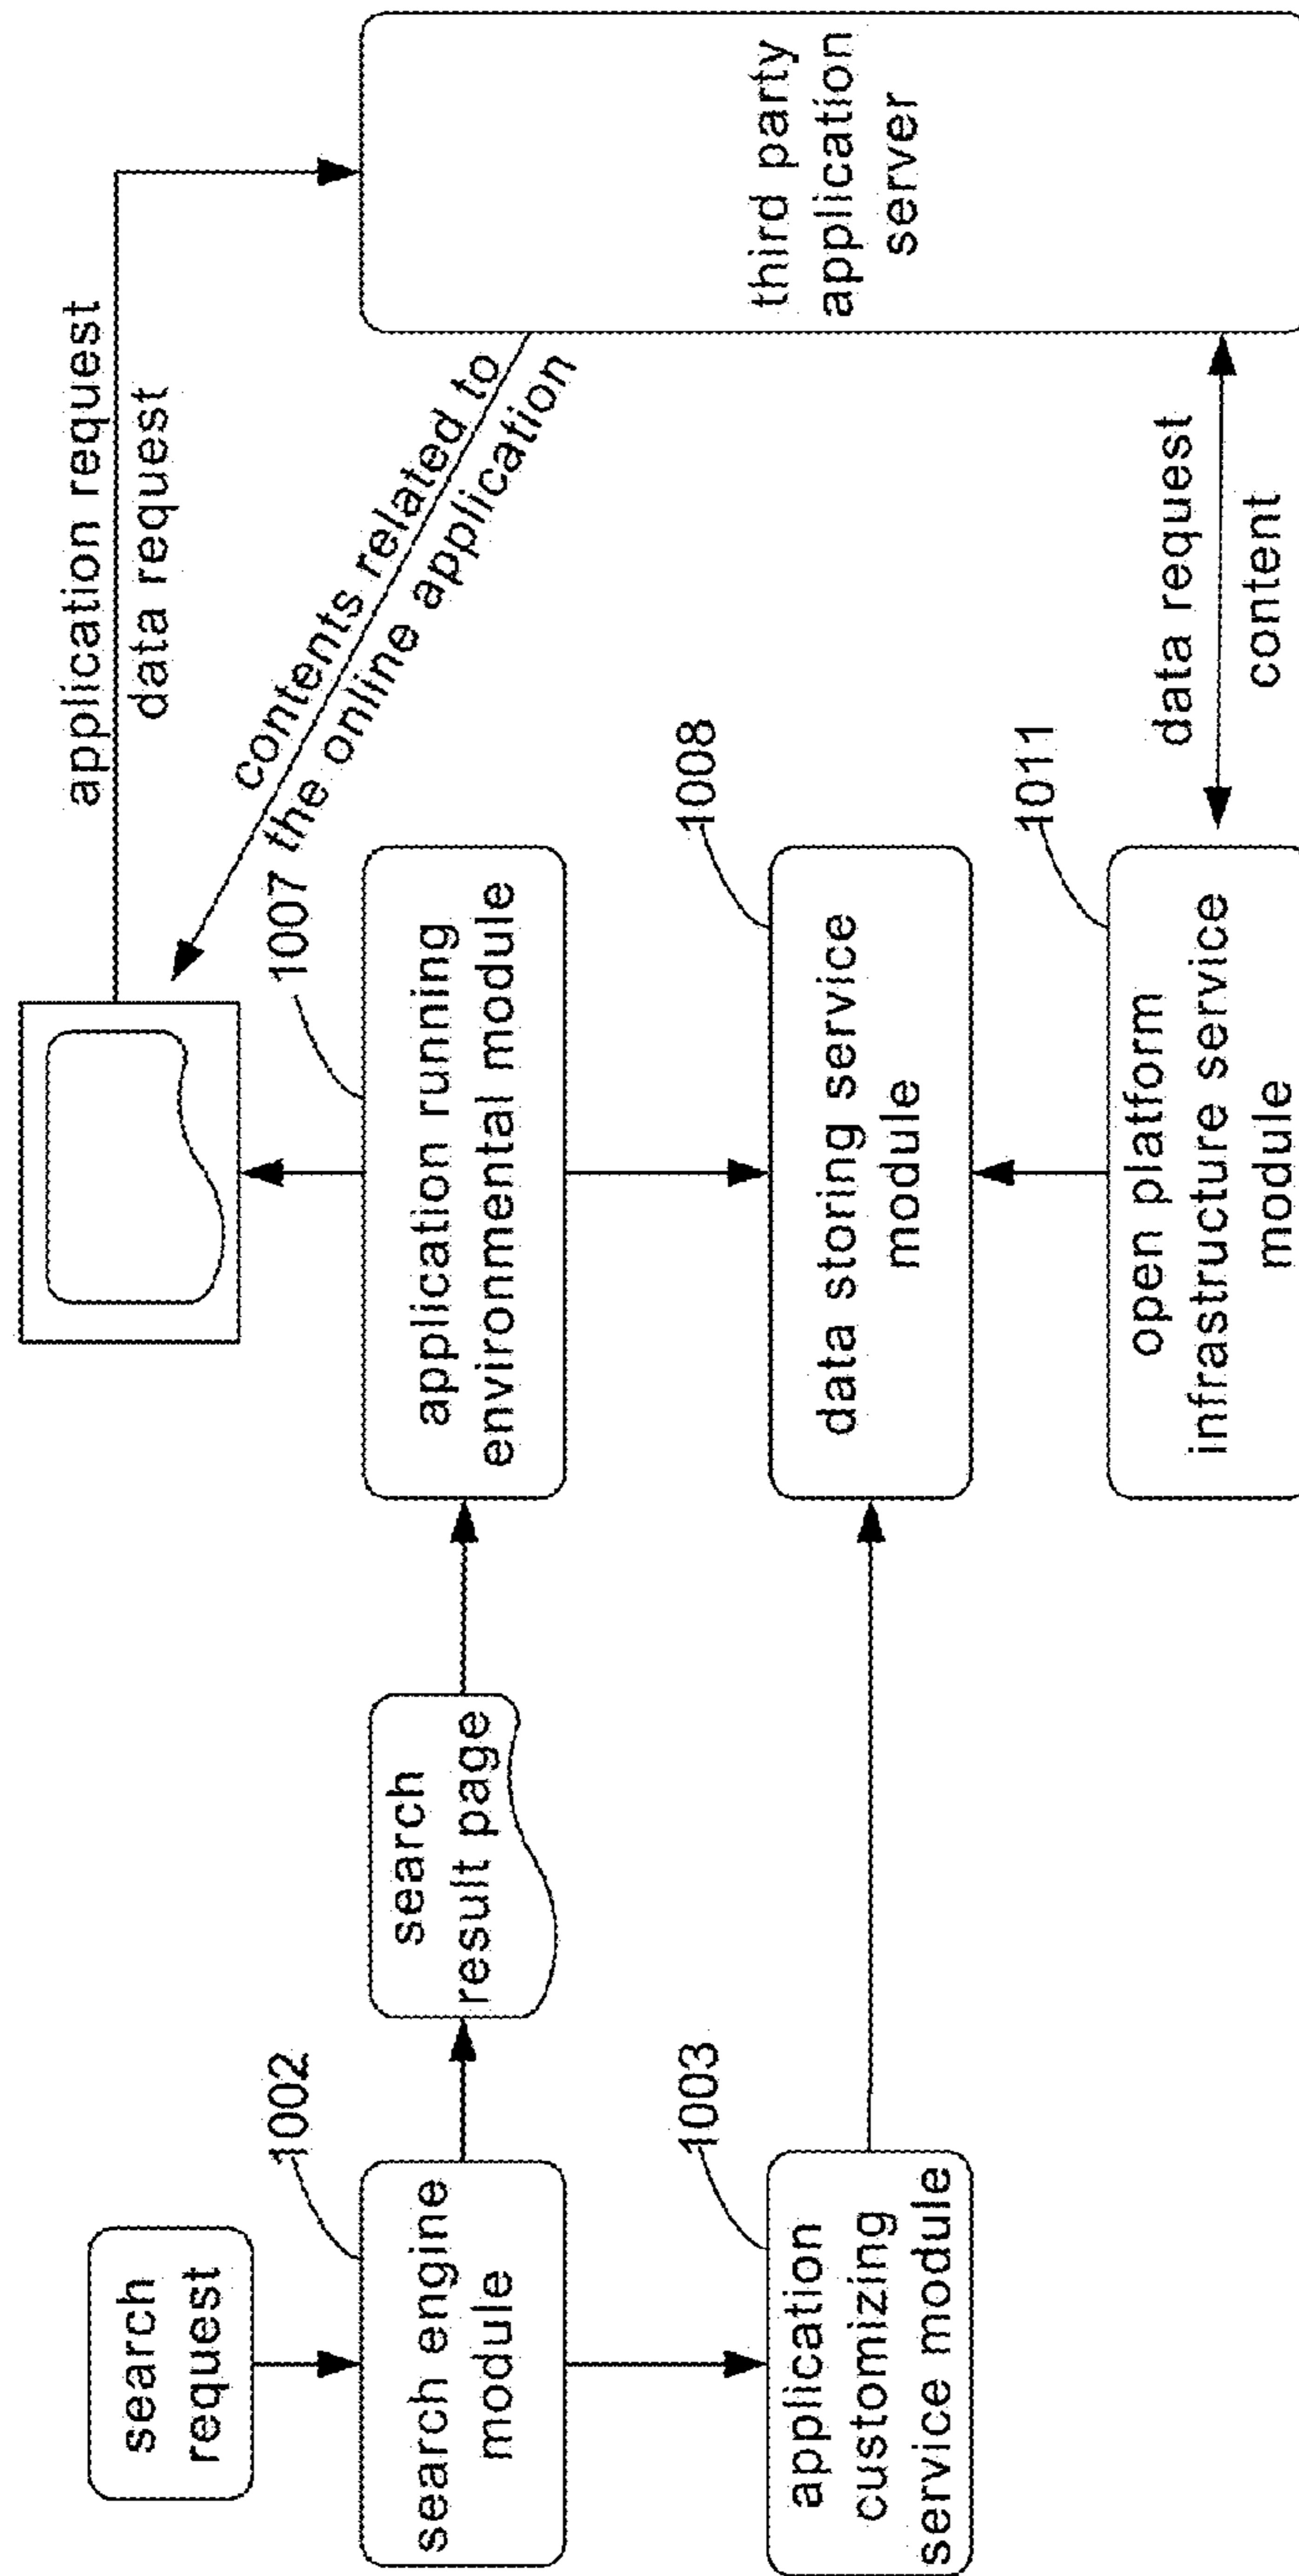 search
request
1002
search engine
module
1003
application
customizing
service module
search
result page
1007
application running
environmental module
1008
data storing service
module
1011
open platform
infrastructure service
module
application request
data request
contents related to
the online application
third party
application
server
data request
content